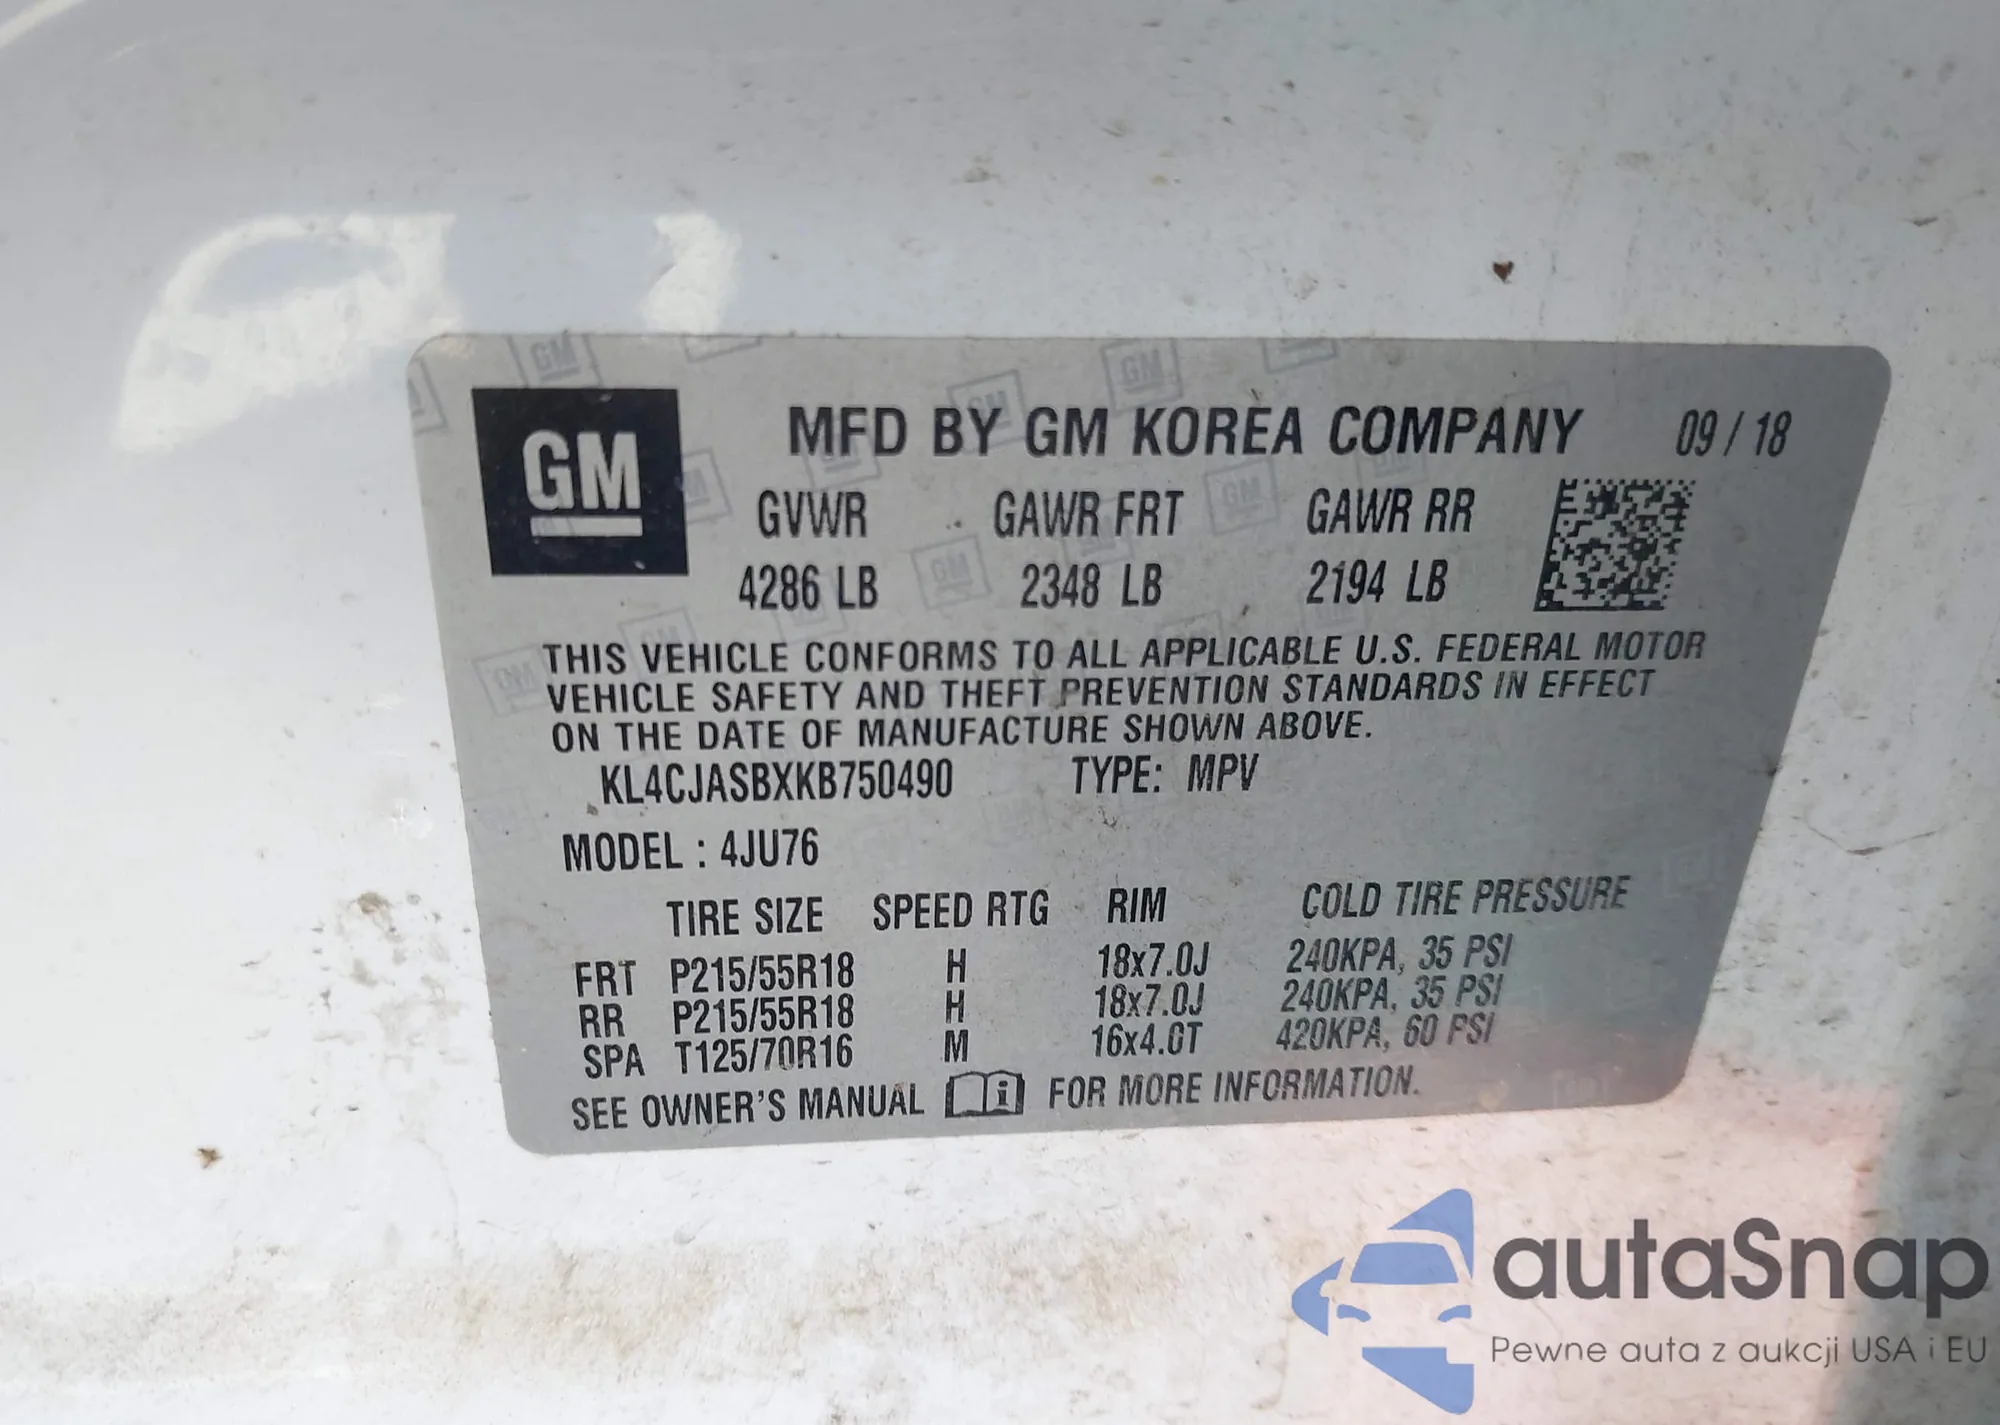 GM
MFD BY GM KOREA COMPANY 09 / 18
GVWR GAWR FRT GAWR RR
4286 LB 2348 LB 2194 LB
THIS VEHICLE CONFORMS TO ALL APPLICABLE U.S. FEDERAL MOTOR
VEHICLE SAFETY AND THEFT PREVENTION STANDARDS IN EFFECT
ON THE DATE OF MANUFACTURE SHOWN ABOVE.
KL4CJASBXKB750490 TYPE: MPV
MODEL : 4JU76
TIRE SIZE SPEED RTG RIM COLD TIRE PRESSURE
FRT P215/55R18 H 18x7.0J 240KPA, 35 PSI
RR P215/55R18 H 18x7.0J 240KPA, 35 PSI
SPA T125/70R16 M 16x4.0T 420KPA, 60 PSI
SEE OWNER'S MANUAL i FOR MORE INFORMATION.
autaSnap
Pewne auta z aukcji USA i EU